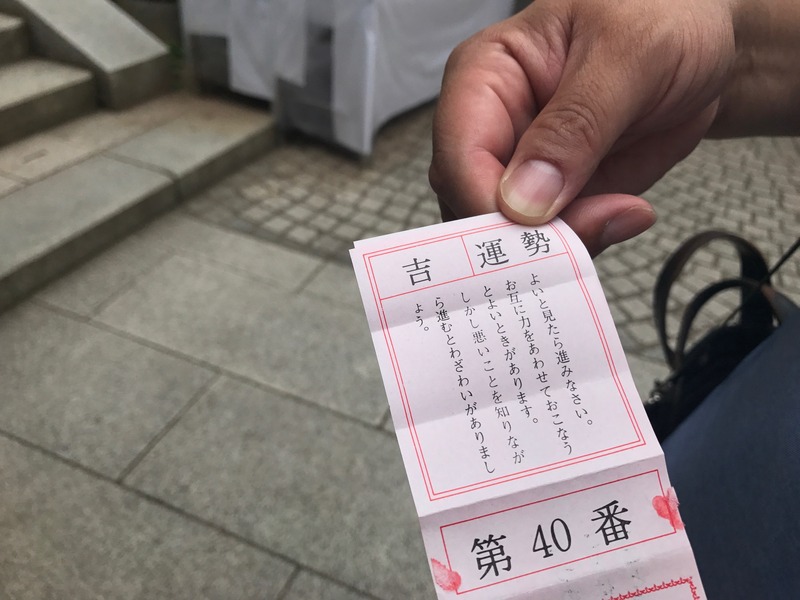 運勢
吉
よいと見たら進みなさい。
お互に力をあわせておこなう
とよいときがあります。
しかし悪いことを知りなが
ら進むとわざわいがありまし
ょう。
第40番